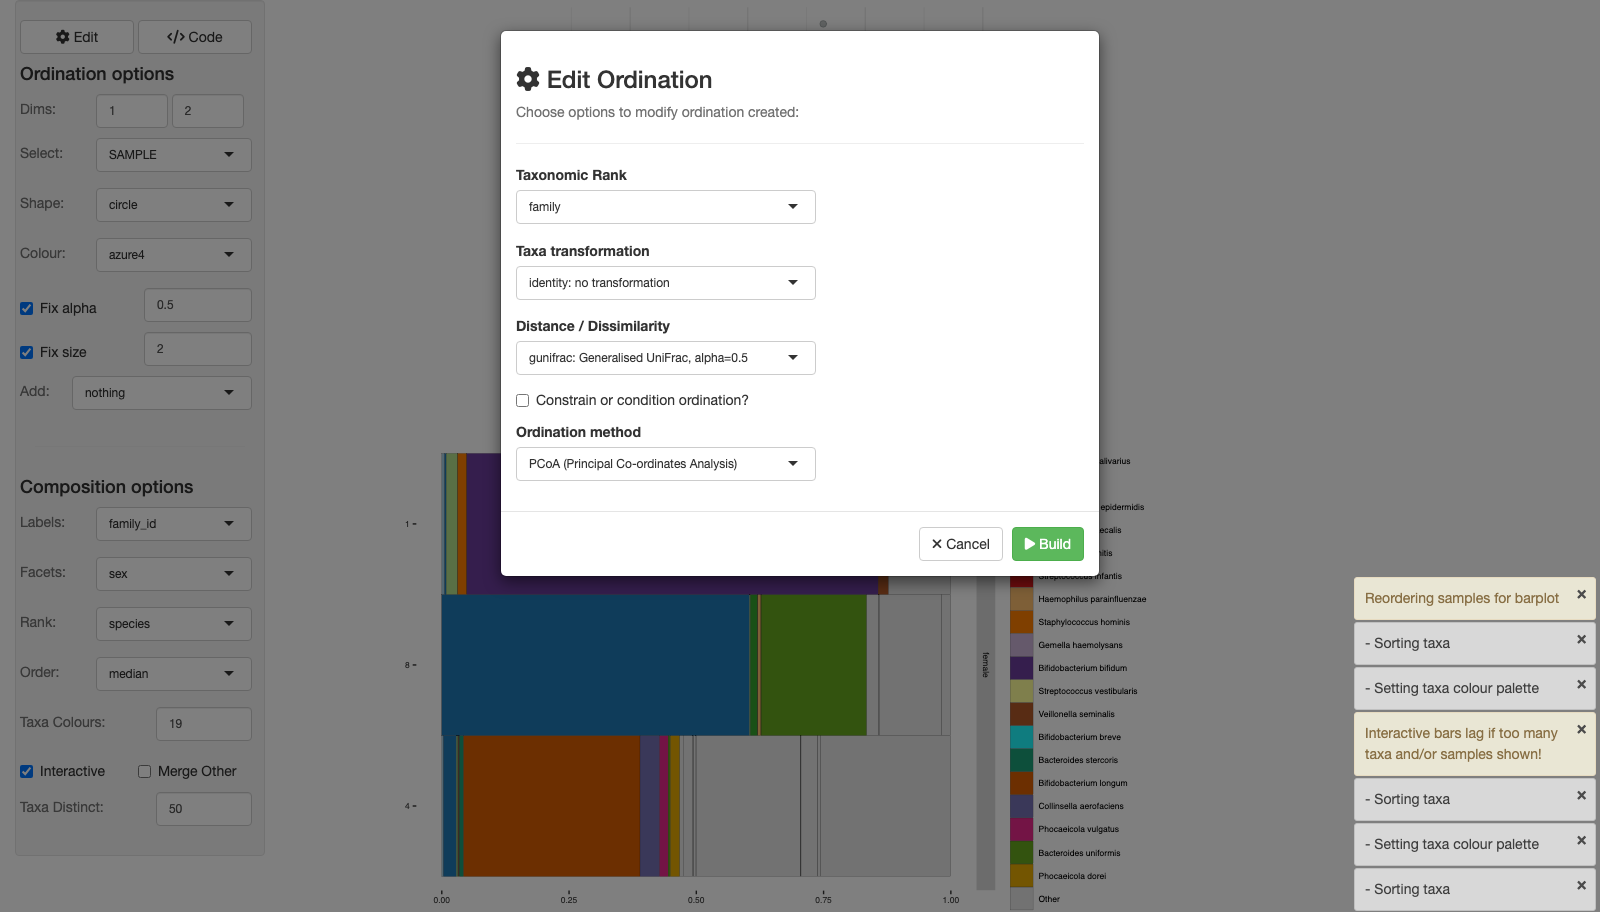 Edit
Code
Ordination options
Dims:
1
2
Select:
SAMPLE
Shape:
circle
Colour:
azure4
Fix alpha
0.5
Fix size
2
Add:
nothing
Composition options
Labels:
family_id
Facets:
sex
Rank:
species
Order:
median
Taxa Colours:
19
Interactive
Merge Other
Taxa Distinct:
50
Edit Ordination
Choose options to modify ordination created:
Taxonomic Rank
family
Taxa transformation
identity: no transformation
Distance / Dissimilarity
gunifrac: Generalised UniFrac, alpha=0.5
Constrain or condition ordination?
Ordination method
PCoA (Principal Co-ordinates Analysis)
Cancel
Build
1
8
4
0.00
0.25
0.50
0.75
1.00
female
alivarius
epidermidis
ecalis
nitis
Streptococcus infantis
Haemophilus parainfluenzae
Staphylococcus hominis
Gemella haemolysans
Bifidobacterium bifidum
Streptococcus vestibularis
Veillonella seminalis
Bifidobacterium breve
Bacteroides stercoris
Bifidobacterium longum
Collinsella aerofaciens
Phocaeicola vulgatus
Bacteroides uniformis
Phocaeicola dorei
Other
Reordering samples for barplot
- Sorting taxa
- Setting taxa colour palette
Interactive bars lag if too many
taxa and/or samples shown!
- Sorting taxa
- Setting taxa colour palette
- Sorting taxa